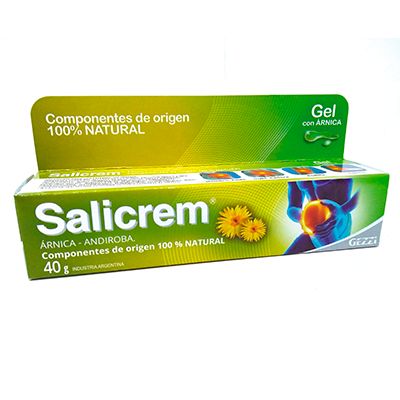 Componentes de origen
100% NATURAL
Gel
con ÁRNICA
Salicrem®
ÁRNICA - ANDIROBA.
Componentes de origen 100 % NATURAL
40 g INDUSTRIA ARGENTINA
GEZZI